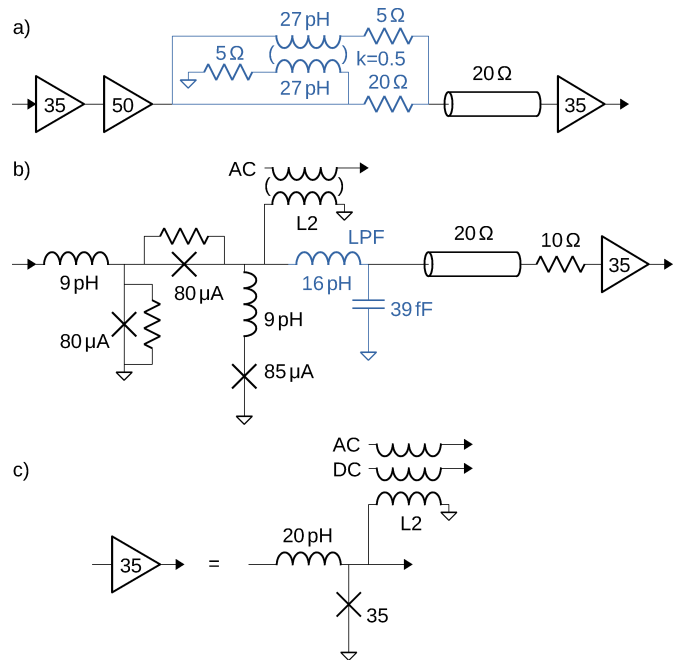 a)
27 pH
5 Ω
5 Ω
k=0.5
27 pH
20 Ω
20 Ω
35
50
35
b)
AC
L2
LPF
20 Ω
10 Ω
9 pH
80 µA
16 pH
35
80 µA
9 pH
39 fF
85 µA
c)
AC
DC
L2
20 pH
35
=
35